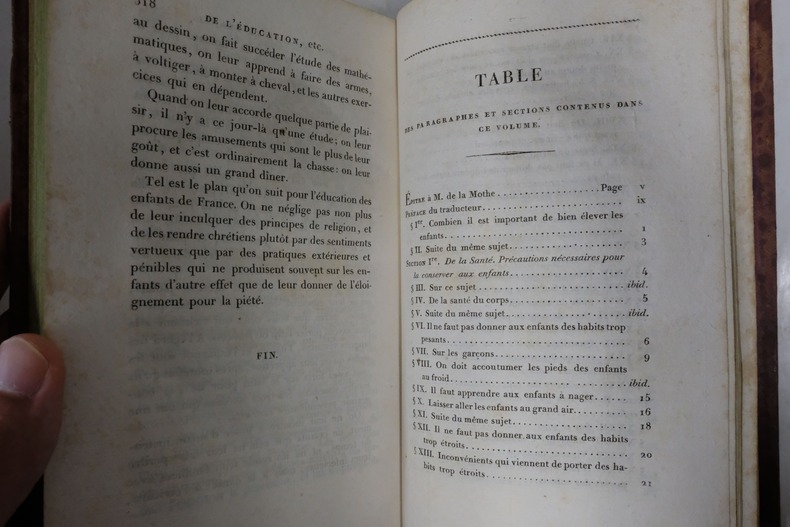 318
DE L'ÉDUCATION, etc.
au dessin, on fait succéder l'étude des mathé-
matiques, on leur apprend à faire des armes,
à voltiger, à monter à cheval, et les autres exer-
cices qui en dépendent.
Quand on leur accorde quelque partie de plai-
sir, il n'y a ce jour-là qu'une étude; on leur
procure les amusements qui sont le plus de leur
goût, et c'est ordinairement la chasse: on leur
donne aussi un grand dîner.
Tel est le plan qu'on suit pour l'éducation des
enfants de France. On ne néglige pas non plus
de leur inculquer des principes de religion, et
de les rendre chrétiens plutôt par des sentiments
vertueux que par des pratiques extérieures et
pénibles qui ne produisent souvent sur les en-
fants d'autre effet que de leur donner de l'éloi-
gnement pour la piété.
FIN.
TABLE
DES PARAGRAPHES ET SECTIONS CONTENUS DANS
CE VOLUME.
ÉPITRE à M. de la Mothe . . . . . . . . . . . . . . . Page v
PRÉFACE du traducteur. . . . . . . . . . . . . . . . . . ix
§ Ier. Combien il est important de bien élever les
enfants. . . . . . . . . . . . . . . . . . . . . . . 1
§ II. Suite du même sujet. . . . . . . . . . . . . . . . 3
SECTION Ire. De la Santé. Précautions nécessaires pour
la conserver aux enfants. . . . . . . . . . . . . . . 4
§ III. Sur ce sujet . . . . . . . . . . . . . . . . . . . ibid.
§ IV. De la santé du corps. . . . . . . . . . . . . . . 5
§ V. Suite du même sujet. . . . . . . . . . . . . . . . ibid.
§ VI. Il ne faut pas donner aux enfants des habits trop
pesants. . . . . . . . . . . . . . . . . . . . . . . 6
§ VII. Sur les garçons. . . . . . . . . . . . . . . . . 9
§ VIII. On doit accoutumer les pieds des enfants
au froid. . . . . . . . . . . . . . . . . . . . . . . ibid.
§ IX. Il faut apprendre aux enfants à nager. . . . . . 15
§ X. Laisser aller les enfants au grand air. . . . . . . 16
§ XI. Suite du même sujet. . . . . . . . . . . . . . . 18
§ XII. Il ne faut pas donner aux enfants des habits
trop étroits. . . . . . . . . . . . . . . . . . . . . 20
§ XIII. Inconvénients qui viennent de porter des ha-
bits trop étroits. . . . . . . . . . . . . . . . . . . 21